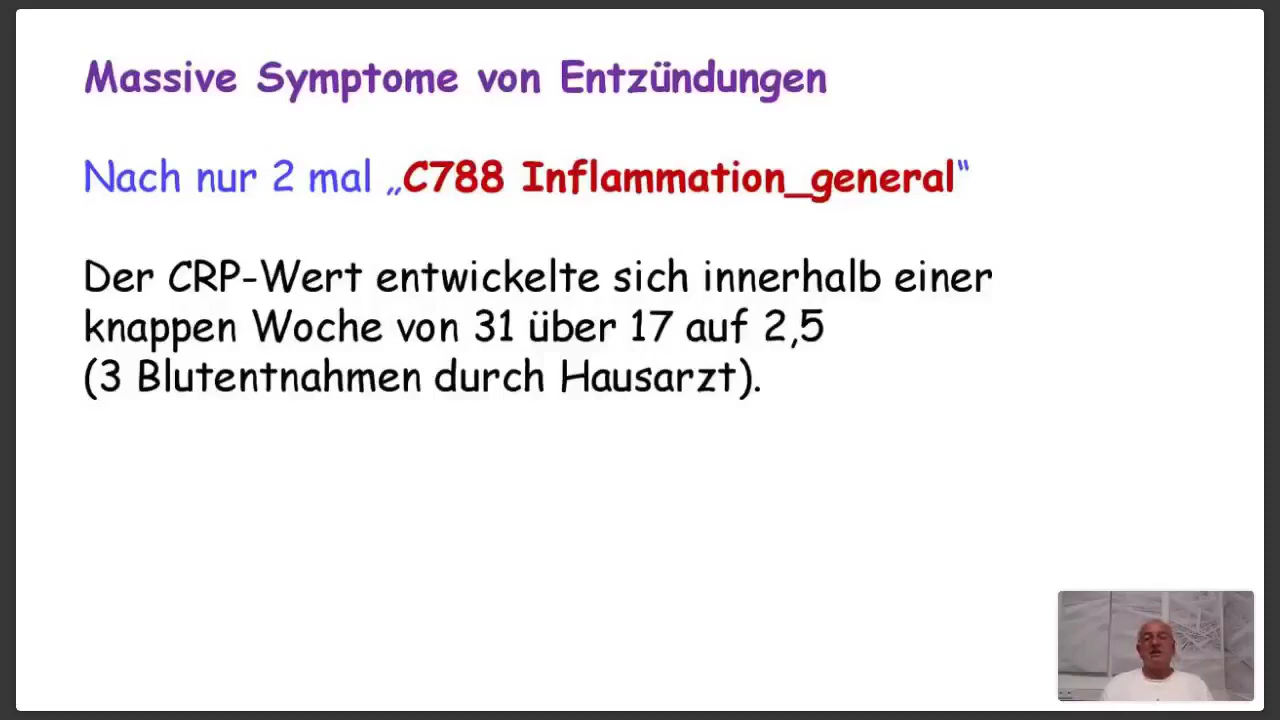 Massive Symptome von Entzündungen
Nach nur 2 mal „C788 Inflammation_general“
Der CRP-Wert entwickelte sich innerhalb einer
knappen Woche von 31 über 17 auf 2,5
(3 Blutentnahmen durch Hausarzt).